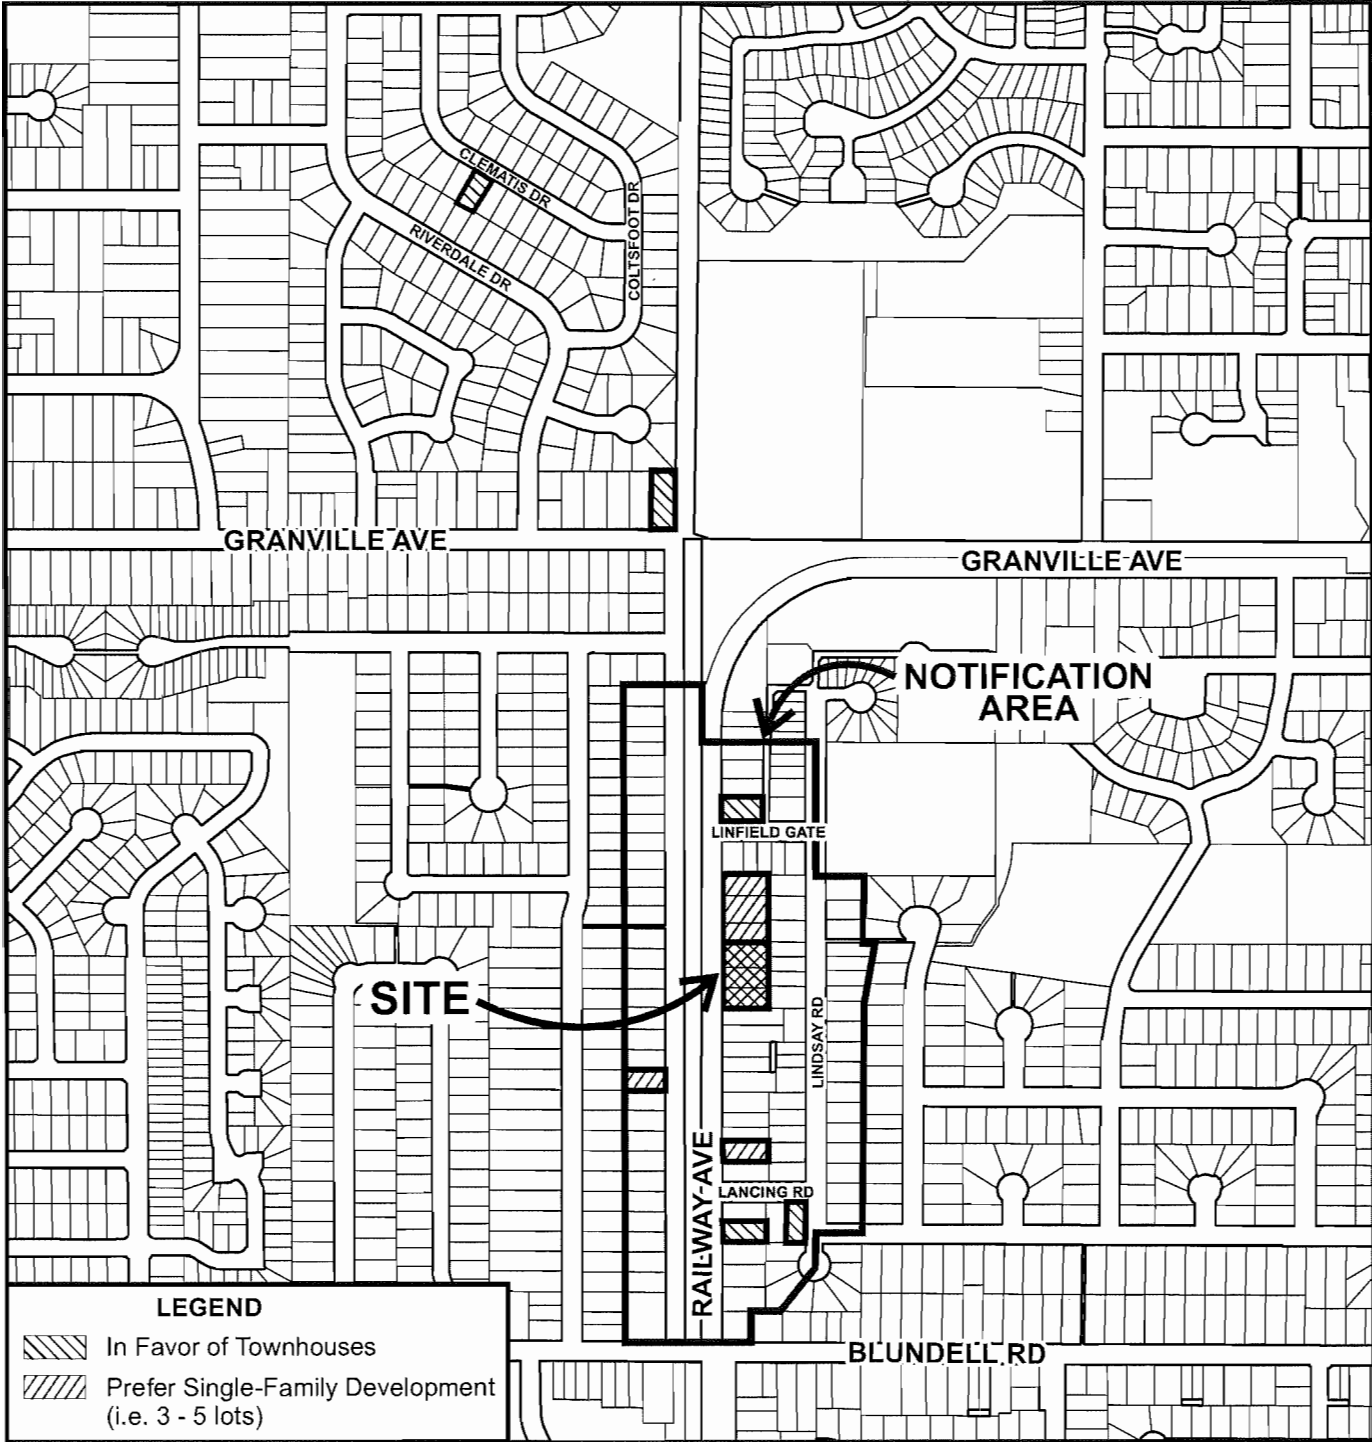 CLEMATIS DR
COLTSFOOT DR
RIVERDALE DR
GRANVILLE AVE
GRANVILLE AVE
NOTIFICATION
AREA
LINFIELD GATE
SITE
LINDSAY RD
RAILWAY AVE
LANCING RD
BLUNDELL RD
LEGEND
In Favor of Townhouses
Prefer Single-Family Development
(i.e. 3 - 5 lots)